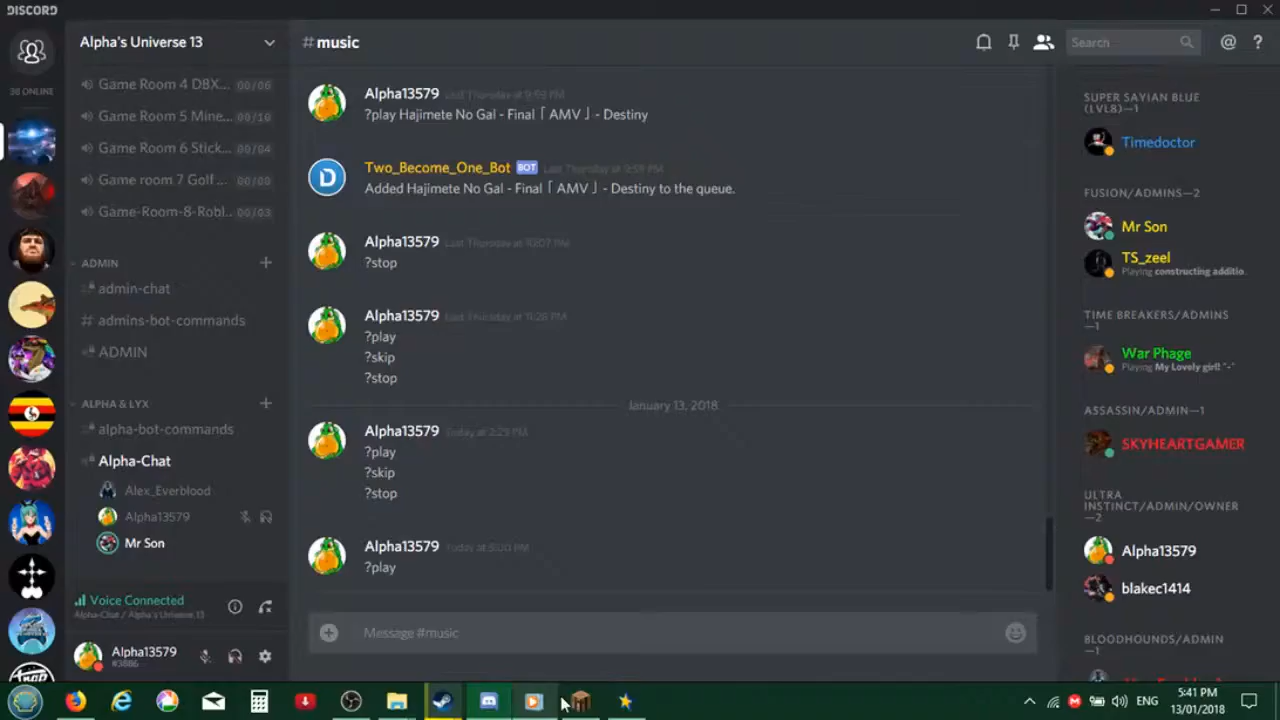 DISCORD
30 ONLINE
Alpha's Universe 13
Game Room 4 DBX... 00/06
Game Room 5 Mine... 00/10
Game Room 6 Stick... 00/04
Game room 7 Golf ...
Game-Room-8-Robl... 00/03
ADMIN
admin-chat
# admins-bot-commands
ADMIN
ALPHA & LYX
alpha-bot-commands
Alpha-Chat
Alex_Everblood
Alpha13579
Mr Son
Voice Connected
Alpha-Chat / Alpha's Universe 13
Alpha13579
#3886
#music
Search
@ ?
Alpha13579 Last Thursday at 9:59 PM
?play Hajimete No Gal - Final「AMV」- Destiny
Two_Become_One_Bot BOT Last Thursday at 9:59 PM
Added Hajimete No Gal - Final「AMV」- Destiny to the queue.
Alpha13579 Last Thursday at 10:07 PM
?stop
Alpha13579 Last Thursday at 11:26 PM
?play
?skip
?stop
January 13, 2018
Alpha13579 Today at 2:29 PM
?play
?skip
?stop
Alpha13579 Today at 5:00 PM
?play
Message #music
SUPER SAYIAN BLUE
(LVL8)—1
Timedoctor
FUSION/ADMINS—2
Mr Son
TS_zeel
Playing constructing additio.
TIME BREAKERS/ADMINS
—1
War Phage
Playing My Lovely girl! ˆ-ˆ
ASSASSIN/ADMIN—1
SKYHEARTGAMER
ULTRA
INSTINCT/ADMIN/OWNER
—2
Alpha13579
blakec1414
BLOODHOUNDS/ADMIN
—1
ENG
5:41 PM
13/01/2018